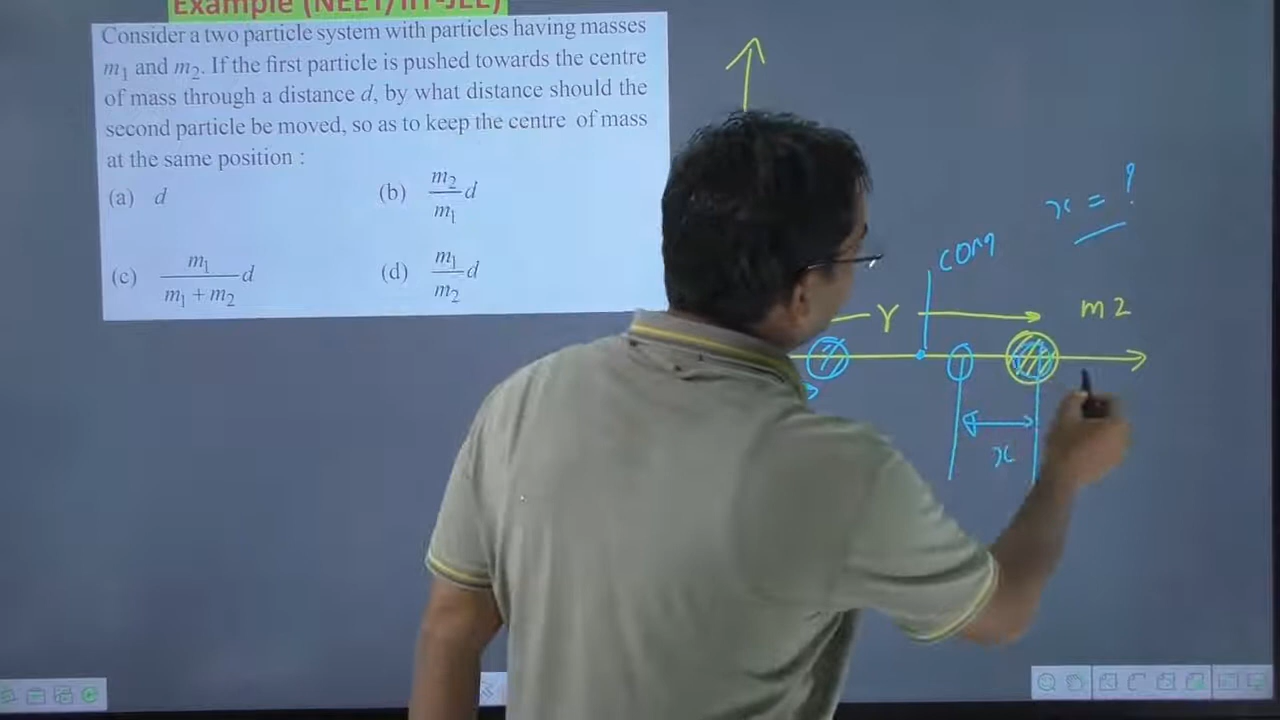 Example (NEET/IIT-JEE)
Consider a two particle system with particles having masses
m₁ and m₂. If the first particle is pushed towards the centre
of mass through a distance d, by what distance should the
second particle be moved, so as to keep the centre of mass
at the same position :
(a) d
(b) m₂/m₁ d
(c) m₁/(m₁ + m₂) d
(d) m₁/m₂ d
x = ?
com
r
m2
x